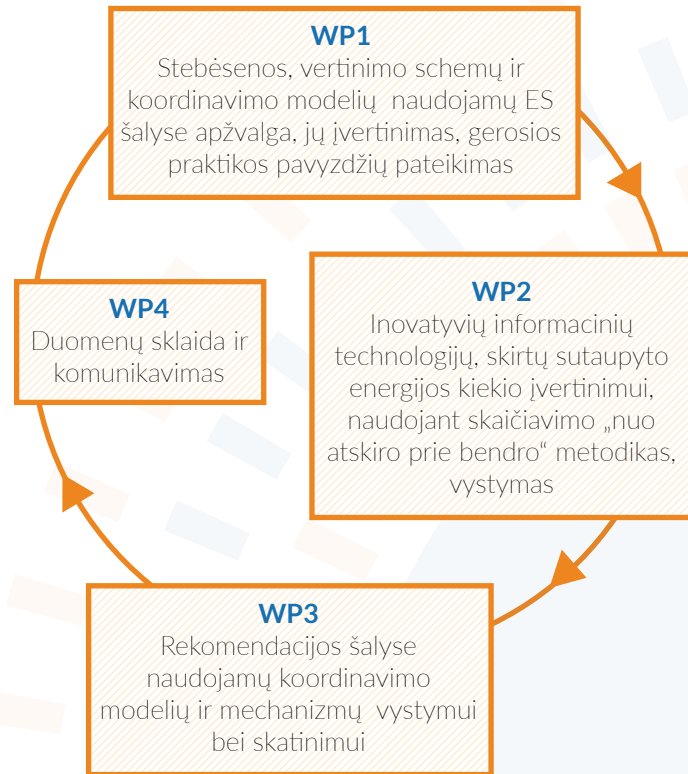 WP1
Stebėsenos, vertinimo schemų ir
koordinavimo modelių naudojamų ES
šalyse apžvalga, jų įvertinimas, gerosios
praktikos pavyzdžių pateikimas
WP2
Inovatyvių informacinių
technologijų, skirtų sutaupyto
energijos kiekio įvertinimui,
naudojant skaičiavimo „nuo
atskiro prie bendro“ metodikas,
vystymas
WP3
Rekomendacijos šalyse
naudojamų koordinavimo
modelių ir mechanizmų vystymui
bei skatinimui
WP4
Duomenų sklaida ir
komunikavimas